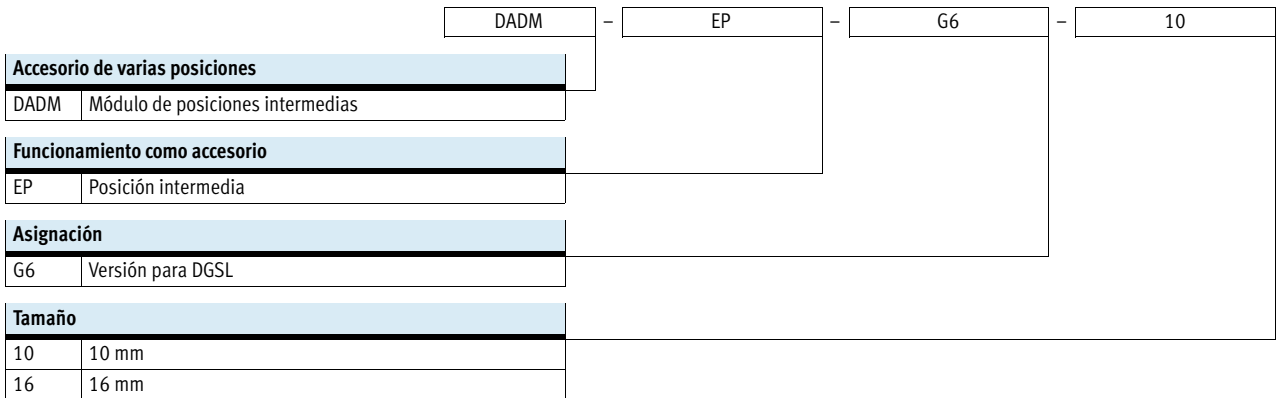 DADM – EP – G6 – 10
Accesorio de varias posiciones
DADM Módulo de posiciones intermedias
Funcionamiento como accesorio
EP Posición intermedia
Asignación
G6 Versión para DGSL
Tamaño
10 10 mm
16 16 mm